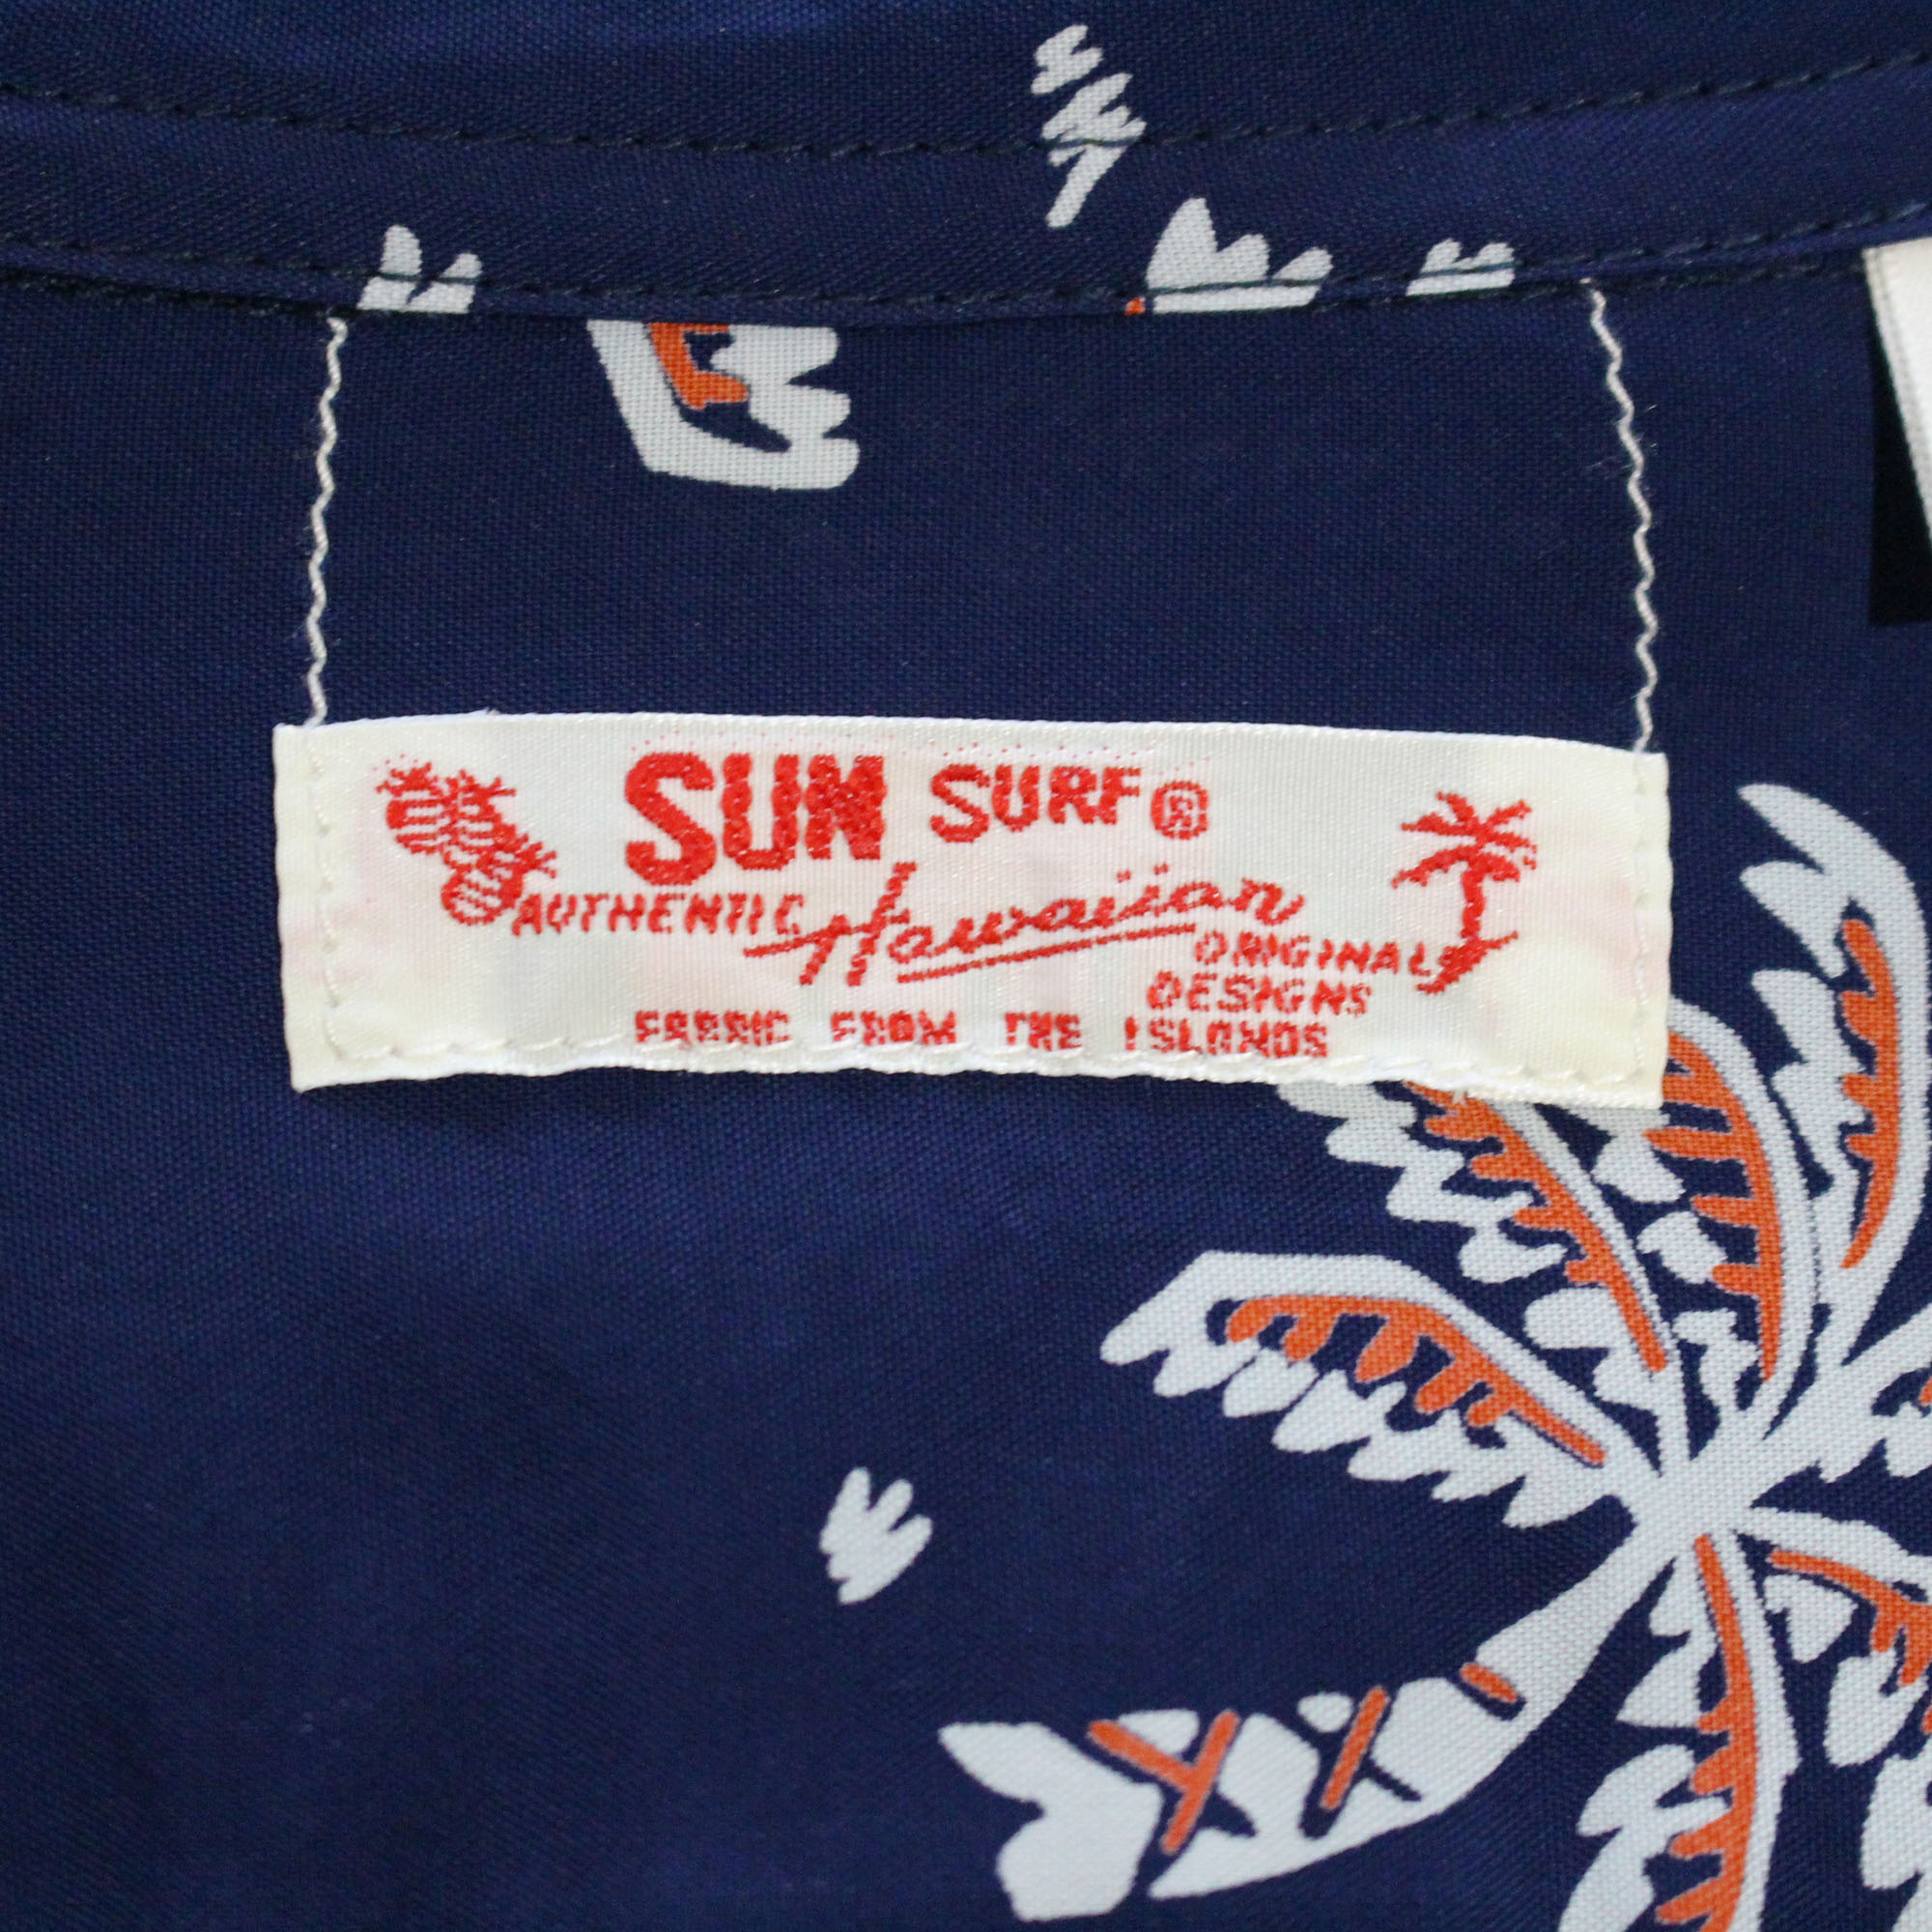 SUN SURF®
AUTHENTIC Hawaiian ORIGINAL
DESIGNS
FABRIC FROM THE ISLANDS